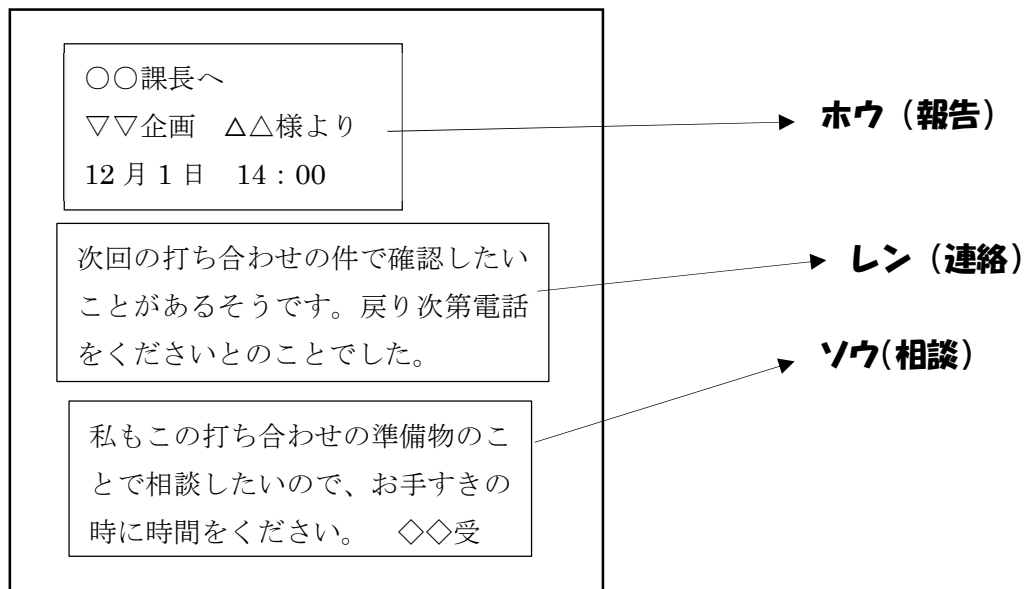 ○○課長へ
▽▽企画　△△様より
12月1日　14：00
ホウ（報告）
次回の打ち合わせの件で確認したい
ことがあるそうです。戻り次第電話
をくださいとのことでした。
レン（連絡）
私もこの打ち合わせの準備物のこ
とで相談したいので、お手すきの
時に時間をください。　◇◇受
ソウ(相談)